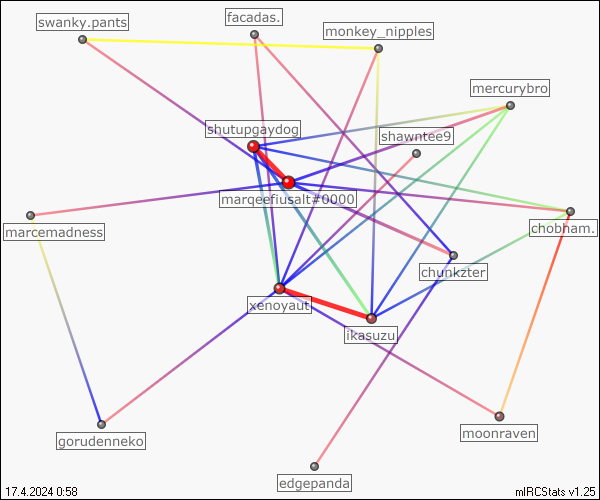 swanky.pants
facadas.
monkey_nipples
mercurybro
shutupgaydog
shawntee9
marqeefiusalt#0000
marcemadness
chobham.
chunkzter
xenoyaut
ikasuzu
gorudenneko
moonraven
edgepanda
17.4.2024 0:58
mIRCStats v1.25